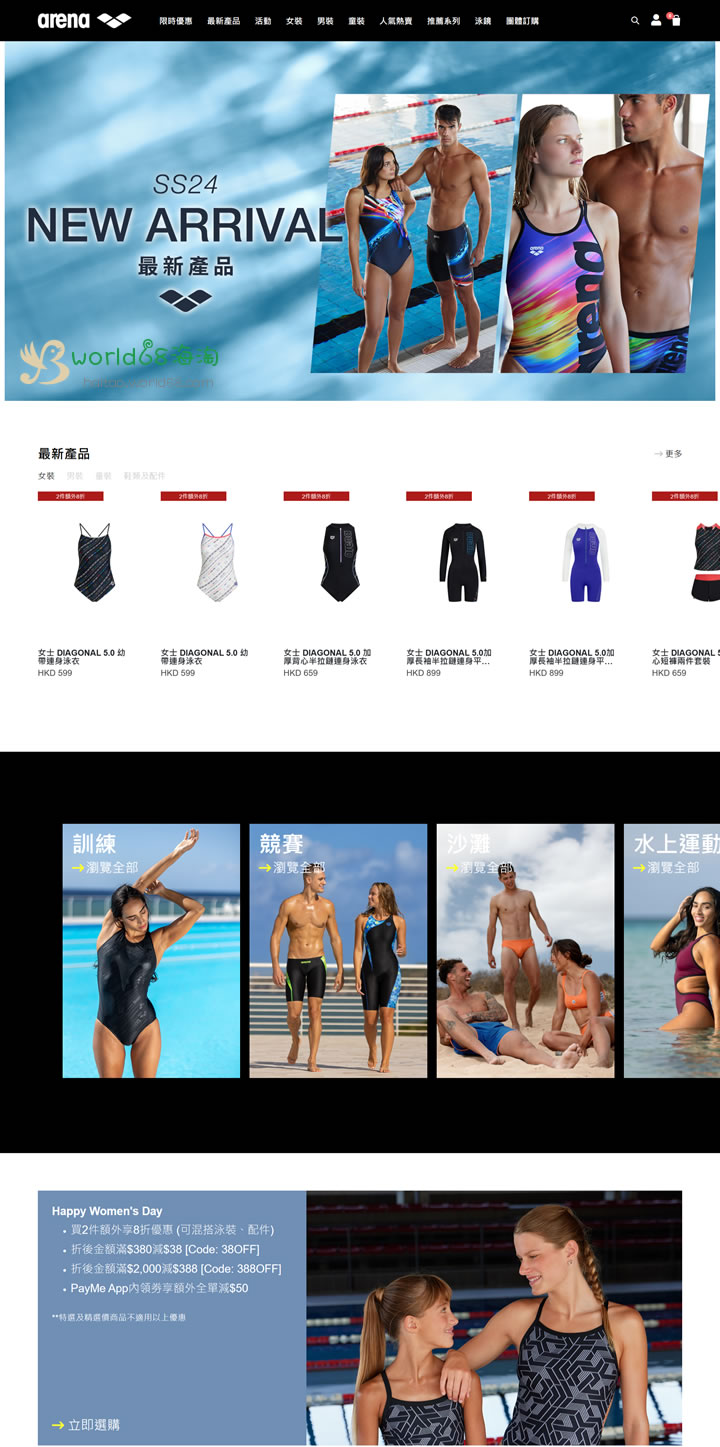 arena
限時優惠 最新產品 活動 女裝 男裝 童裝 人氣熱賣 推薦系列 泳鏡 團體訂購
SS24
NEW ARRIVAL
最新產品
arena
arena
world68海淘
haitao.world68.com
最新產品
更多
女裝 男裝 童裝 鞋履及配件
2件額外8折 2件額外8折 2件額外8折 2件額外8折 2件額外8折 2件額外8折
女士 DIAGONAL 5.0 幼
帶連身泳衣
HKD 599
女士 DIAGONAL 5.0 幼
帶連身泳衣
HKD 599
女士 DIAGONAL 5.0 加
厚背心半拉鏈連身泳衣
HKD 659
女士 DIAGONAL 5.0加
厚長袖半拉鏈連身平...
HKD 899
女士 DIAGONAL 5.0加
厚長袖半拉鏈連身平...
HKD 899
女士 DIAGONAL 5
心短褲兩件套裝
HKD 659
訓練
瀏覽全部
競賽
瀏覽全部
沙灘
瀏覽全部
水上運動
瀏覽全部
Happy Women's Day
買2件額外享8折優惠 (可混搭泳裝、配件)
折後金額滿$380減$38 [Code: 38OFF]
折後金額滿$2,000減$388 [Code: 388OFF]
PayMe App內領券享額外全單減$50
**特選及精選價商品不適用以上優惠
立即選購